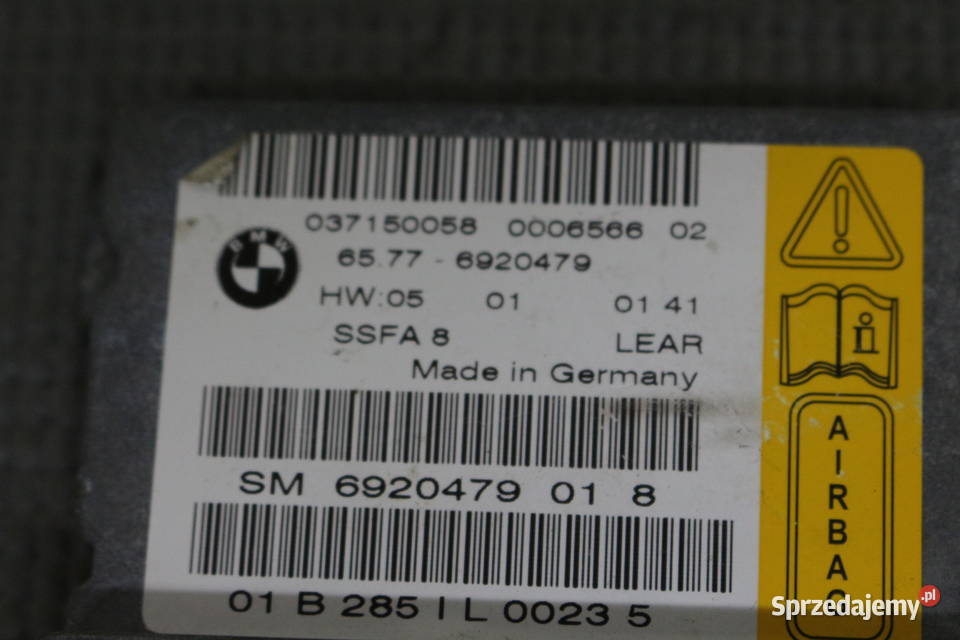 037150058 0006566 02
BMW
65.77 - 6920479
HW:05 01 01 41
SSFA 8 LEAR
Made in Germany
SM 6920479 01 8
01 B 285 I L 0023 5
AIRBAG
Sprzedajemy.pl